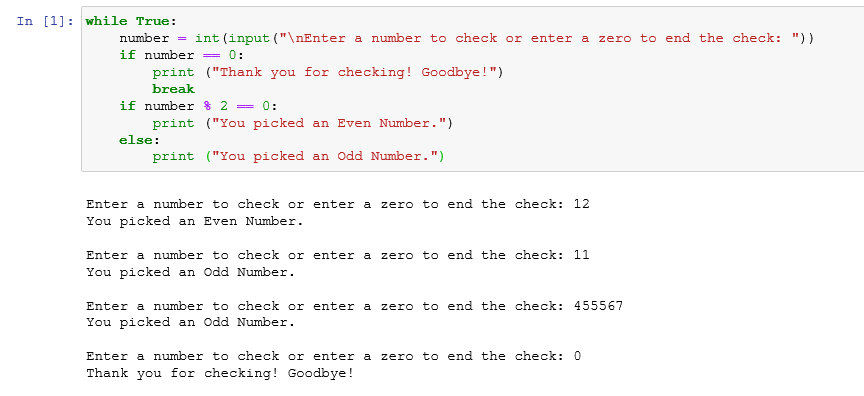 In [1]: while True:
    number = int(input("\nEnter a number to check or enter a zero to end the check: "))
    if number == 0:
        print ("Thank you for checking! Goodbye!")
        break
    if number % 2 == 0:
        print ("You picked an Even Number.")
    else:
        print ("You picked an Odd Number.")
Enter a number to check or enter a zero to end the check: 12
You picked an Even Number.
Enter a number to check or enter a zero to end the check: 11
You picked an Odd Number.
Enter a number to check or enter a zero to end the check: 455567
You picked an Odd Number.
Enter a number to check or enter a zero to end the check: 0
Thank you for checking! Goodbye!